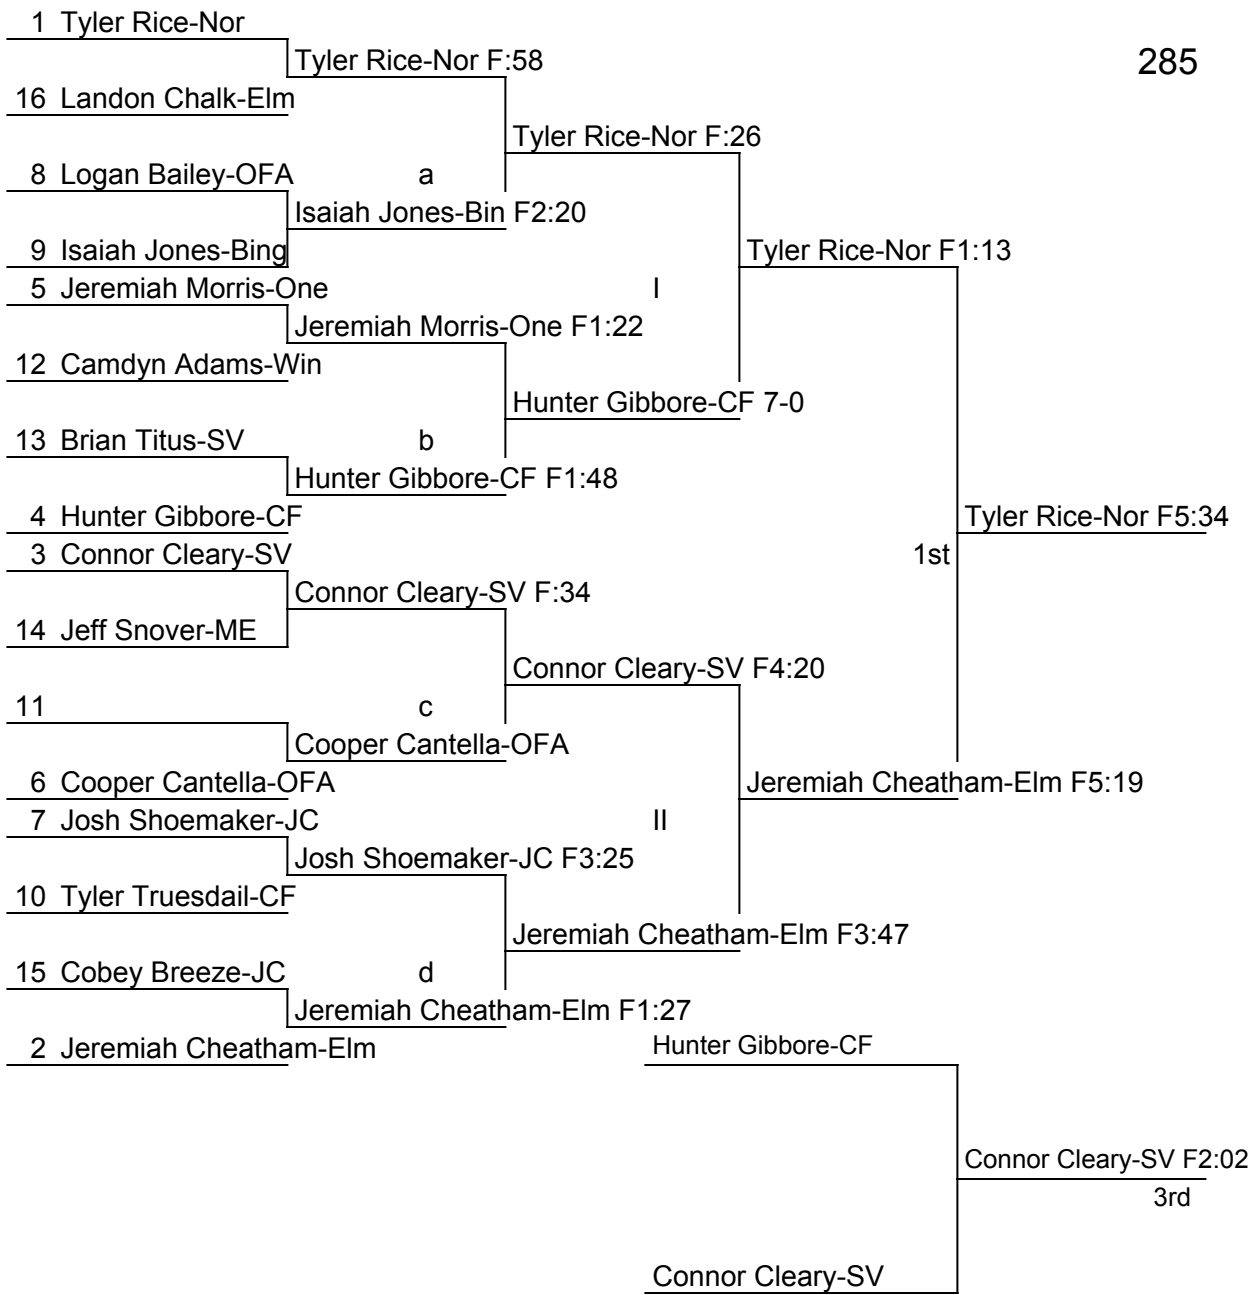 1 Tyler Rice-Nor
Tyler Rice-Nor F:58
285
16 Landon Chalk-Elm
Tyler Rice-Nor F:26
8 Logan Bailey-OFA
a
Isaiah Jones-Bin F2:20
9 Isaiah Jones-Bing
Tyler Rice-Nor F1:13
5 Jeremiah Morris-One
I
Jeremiah Morris-One F1:22
12 Camdyn Adams-Win
Hunter Gibbore-CF 7-0
13 Brian Titus-SV
b
Hunter Gibbore-CF F1:48
4 Hunter Gibbore-CF
Tyler Rice-Nor F5:34
3 Connor Cleary-SV
1st
Connor Cleary-SV F:34
14 Jeff Snover-ME
Connor Cleary-SV F4:20
11
c
Cooper Cantella-OFA
6 Cooper Cantella-OFA
Jeremiah Cheatham-Elm F5:19
7 Josh Shoemaker-JC
II
Josh Shoemaker-JC F3:25
10 Tyler Truesdail-CF
Jeremiah Cheatham-Elm F3:47
15 Cobey Breeze-JC
d
Jeremiah Cheatham-Elm F1:27
2 Jeremiah Cheatham-Elm
Hunter Gibbore-CF
Connor Cleary-SV F2:02
3rd
Connor Cleary-SV